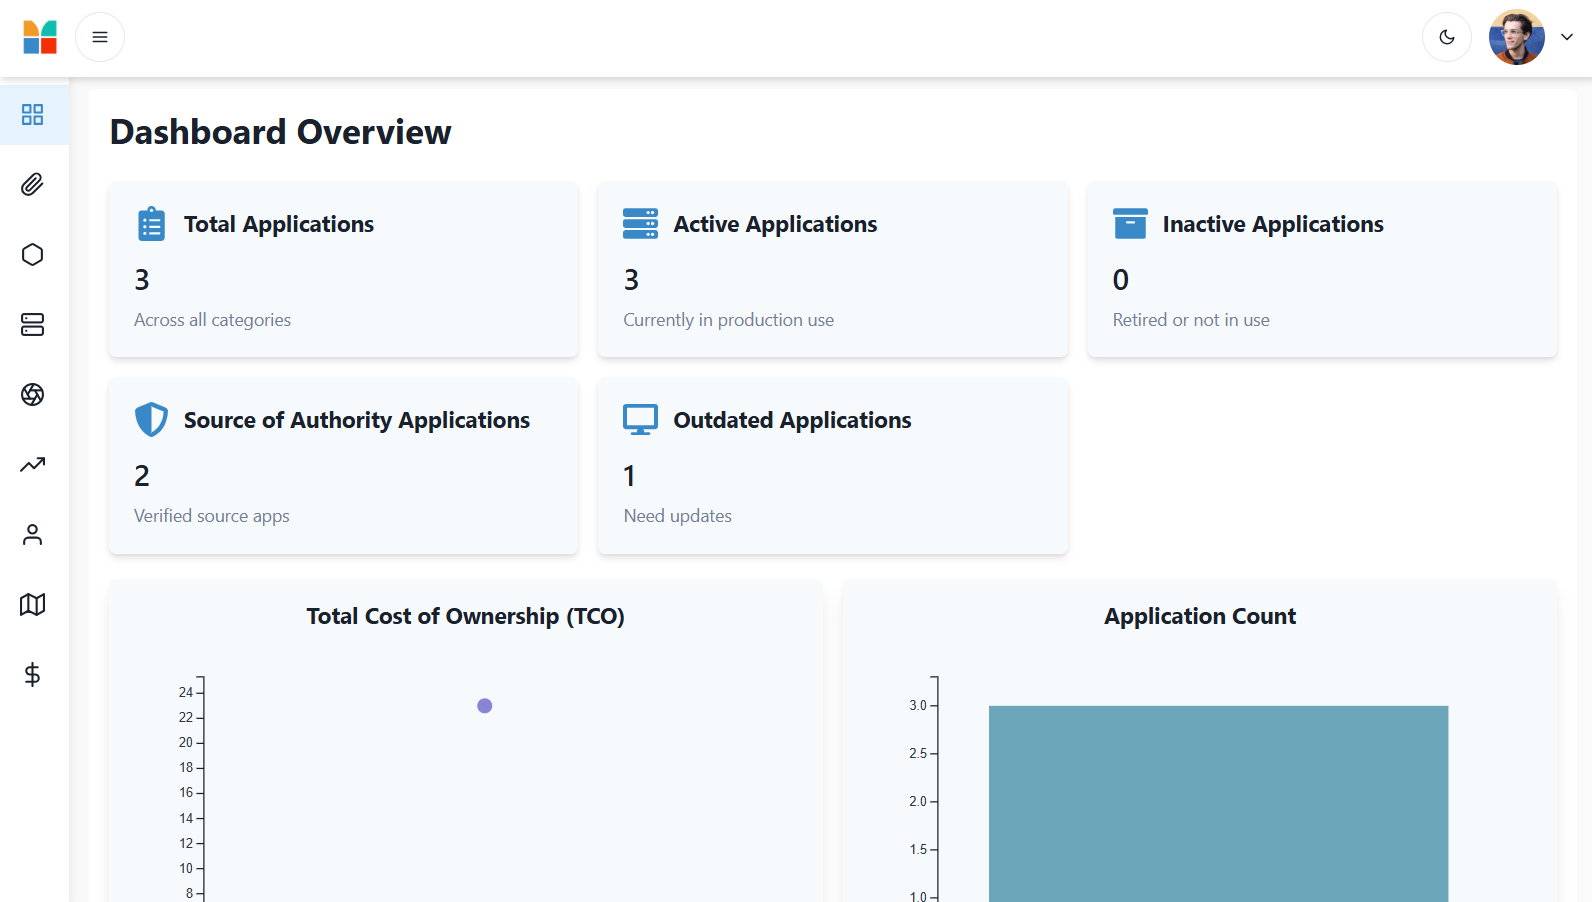 Dashboard Overview
Total Applications
3
Across all categories
Active Applications
3
Currently in production use
Inactive Applications
0
Retired or not in use
Source of Authority Applications
2
Verified source apps
Outdated Applications
1
Need updates
Total Cost of Ownership (TCO)
24
22
20
18
16
14
12
10
8
Application Count
3.0
2.5
2.0
1.5
1.0